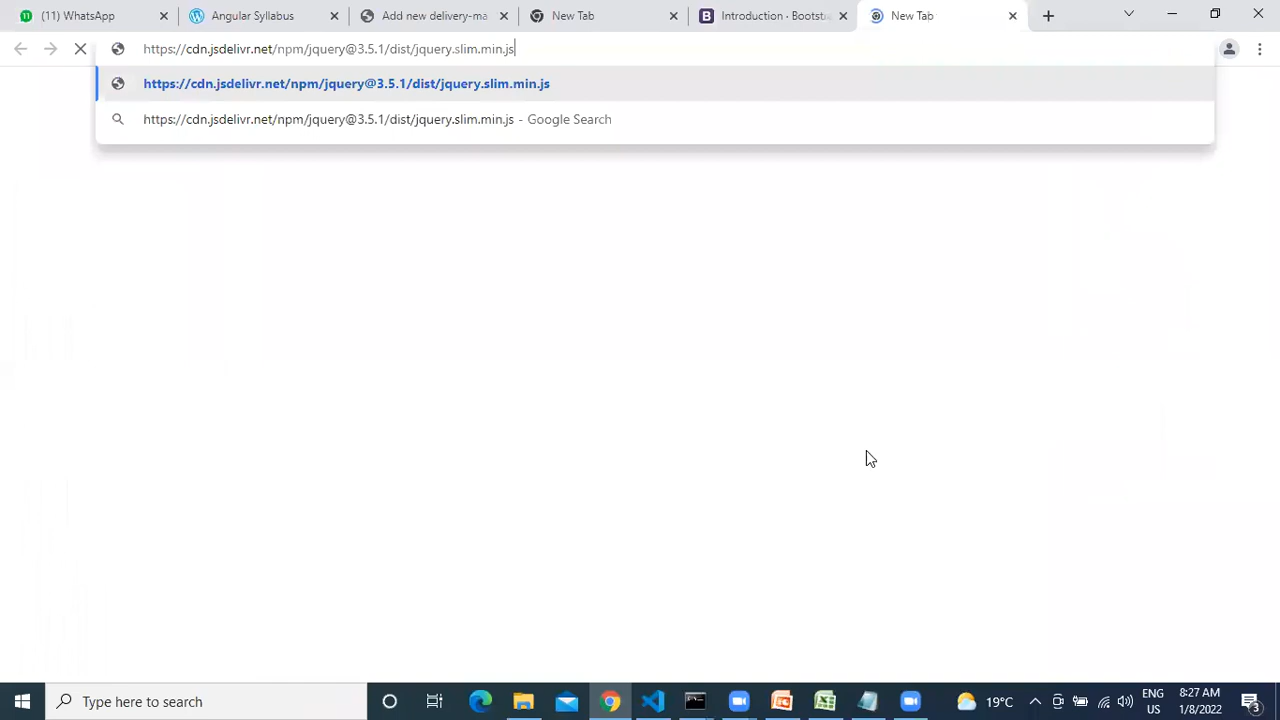 (11) WhatsApp
Angular Syllabus
Add new delivery-ma
New Tab
Introduction · Bootst
New Tab
https://cdn.jsdelivr.net/npm/jquery@3.5.1/dist/jquery.slim.min.js
https://cdn.jsdelivr.net/npm/jquery@3.5.1/dist/jquery.slim.min.js
https://cdn.jsdelivr.net/npm/jquery@3.5.1/dist/jquery.slim.min.js - Google Search
Type here to search
19°C
ENG
US
8:27 AM
1/8/2022
3